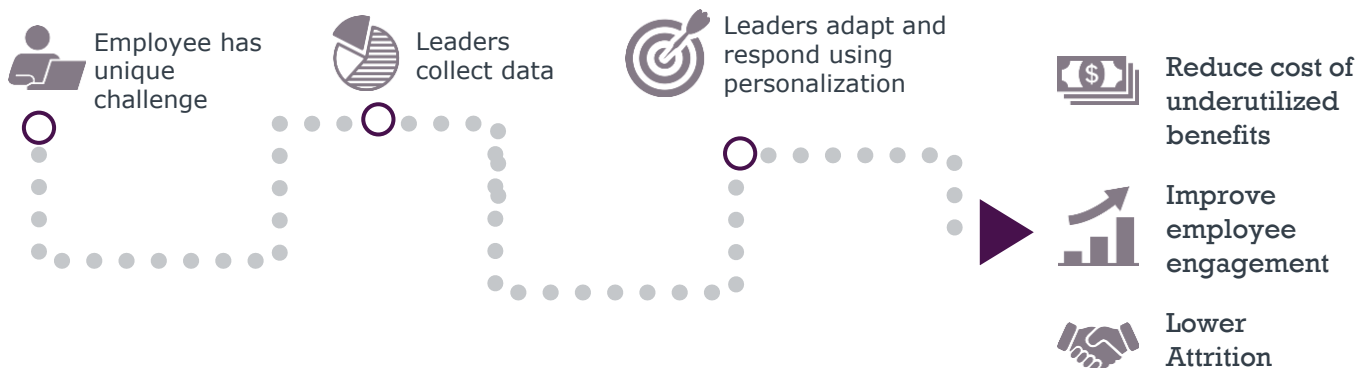 Employee has
unique
challenge
Leaders
collect data
Leaders adapt and
respond using
personalization
$
Reduce cost of
underutilized
benefits
Improve
employee
engagement
Lower
Attrition